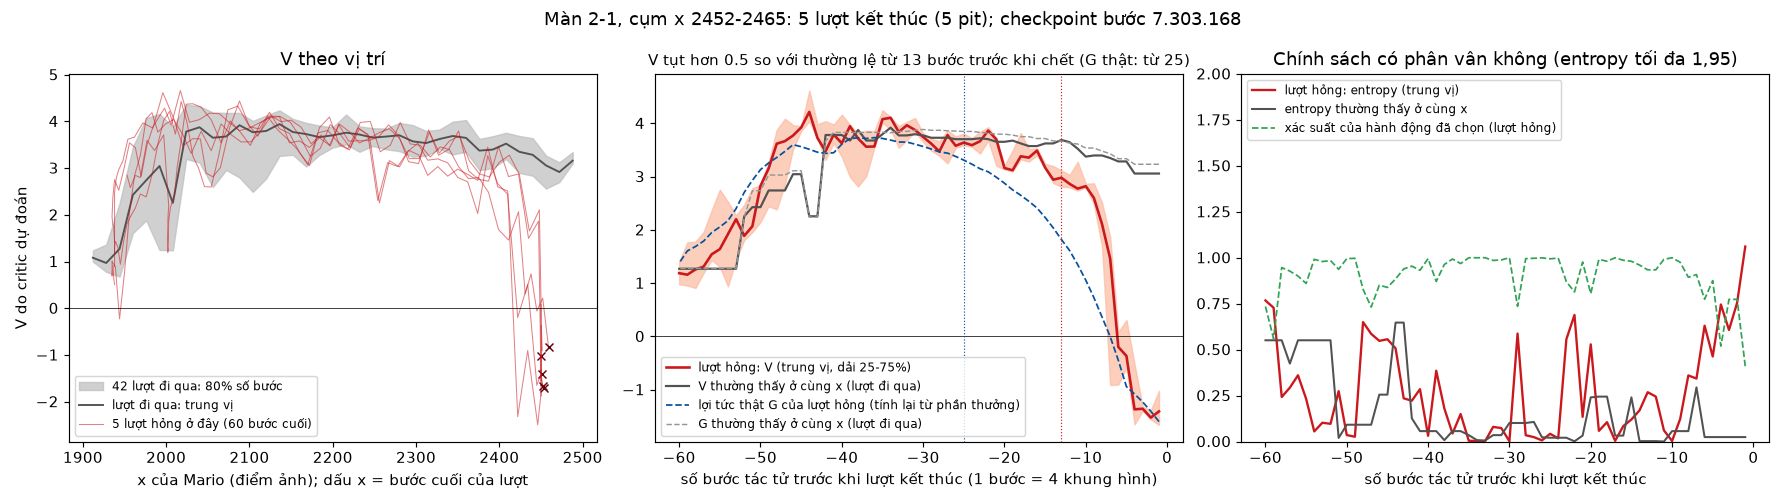 Màn 2-1, cụm x 2452-2465: 5 lượt kết thúc (5 pit); checkpoint bước 7.303.168
V theo vị trí
V do critic dự đoán
5
4
3
2
1
0
−1
−2
42 lượt đi qua: 80% số bước
lượt đi qua: trung vị
5 lượt hỏng ở đây (60 bước cuối)
1900 2000 2100 2200 2300 2400 2500
x của Mario (điểm ảnh); dấu x = bước cuối của lượt
V tụt hơn 0.5 so với thường lệ từ 13 bước trước khi chết (G thật: từ 25)
4
3
2
1
0
−1
lượt hỏng: V (trung vị, dải 25-75%)
V thường thấy ở cùng x (lượt đi qua)
lợi tức thật G của lượt hỏng (tính lại từ phần thưởng)
G thường thấy ở cùng x (lượt đi qua)
−60 −50 −40 −30 −20 −10 0
số bước tác tử trước khi lượt kết thúc (1 bước = 4 khung hình)
Chính sách có phân vân không (entropy tối đa 1,95)
2.00
1.75
1.50
1.25
1.00
0.75
0.50
0.25
0.00
lượt hỏng: entropy (trung vị)
entropy thường thấy ở cùng x
xác suất của hành động đã chọn (lượt hỏng)
−60 −50 −40 −30 −20 −10 0
số bước tác tử trước khi lượt kết thúc